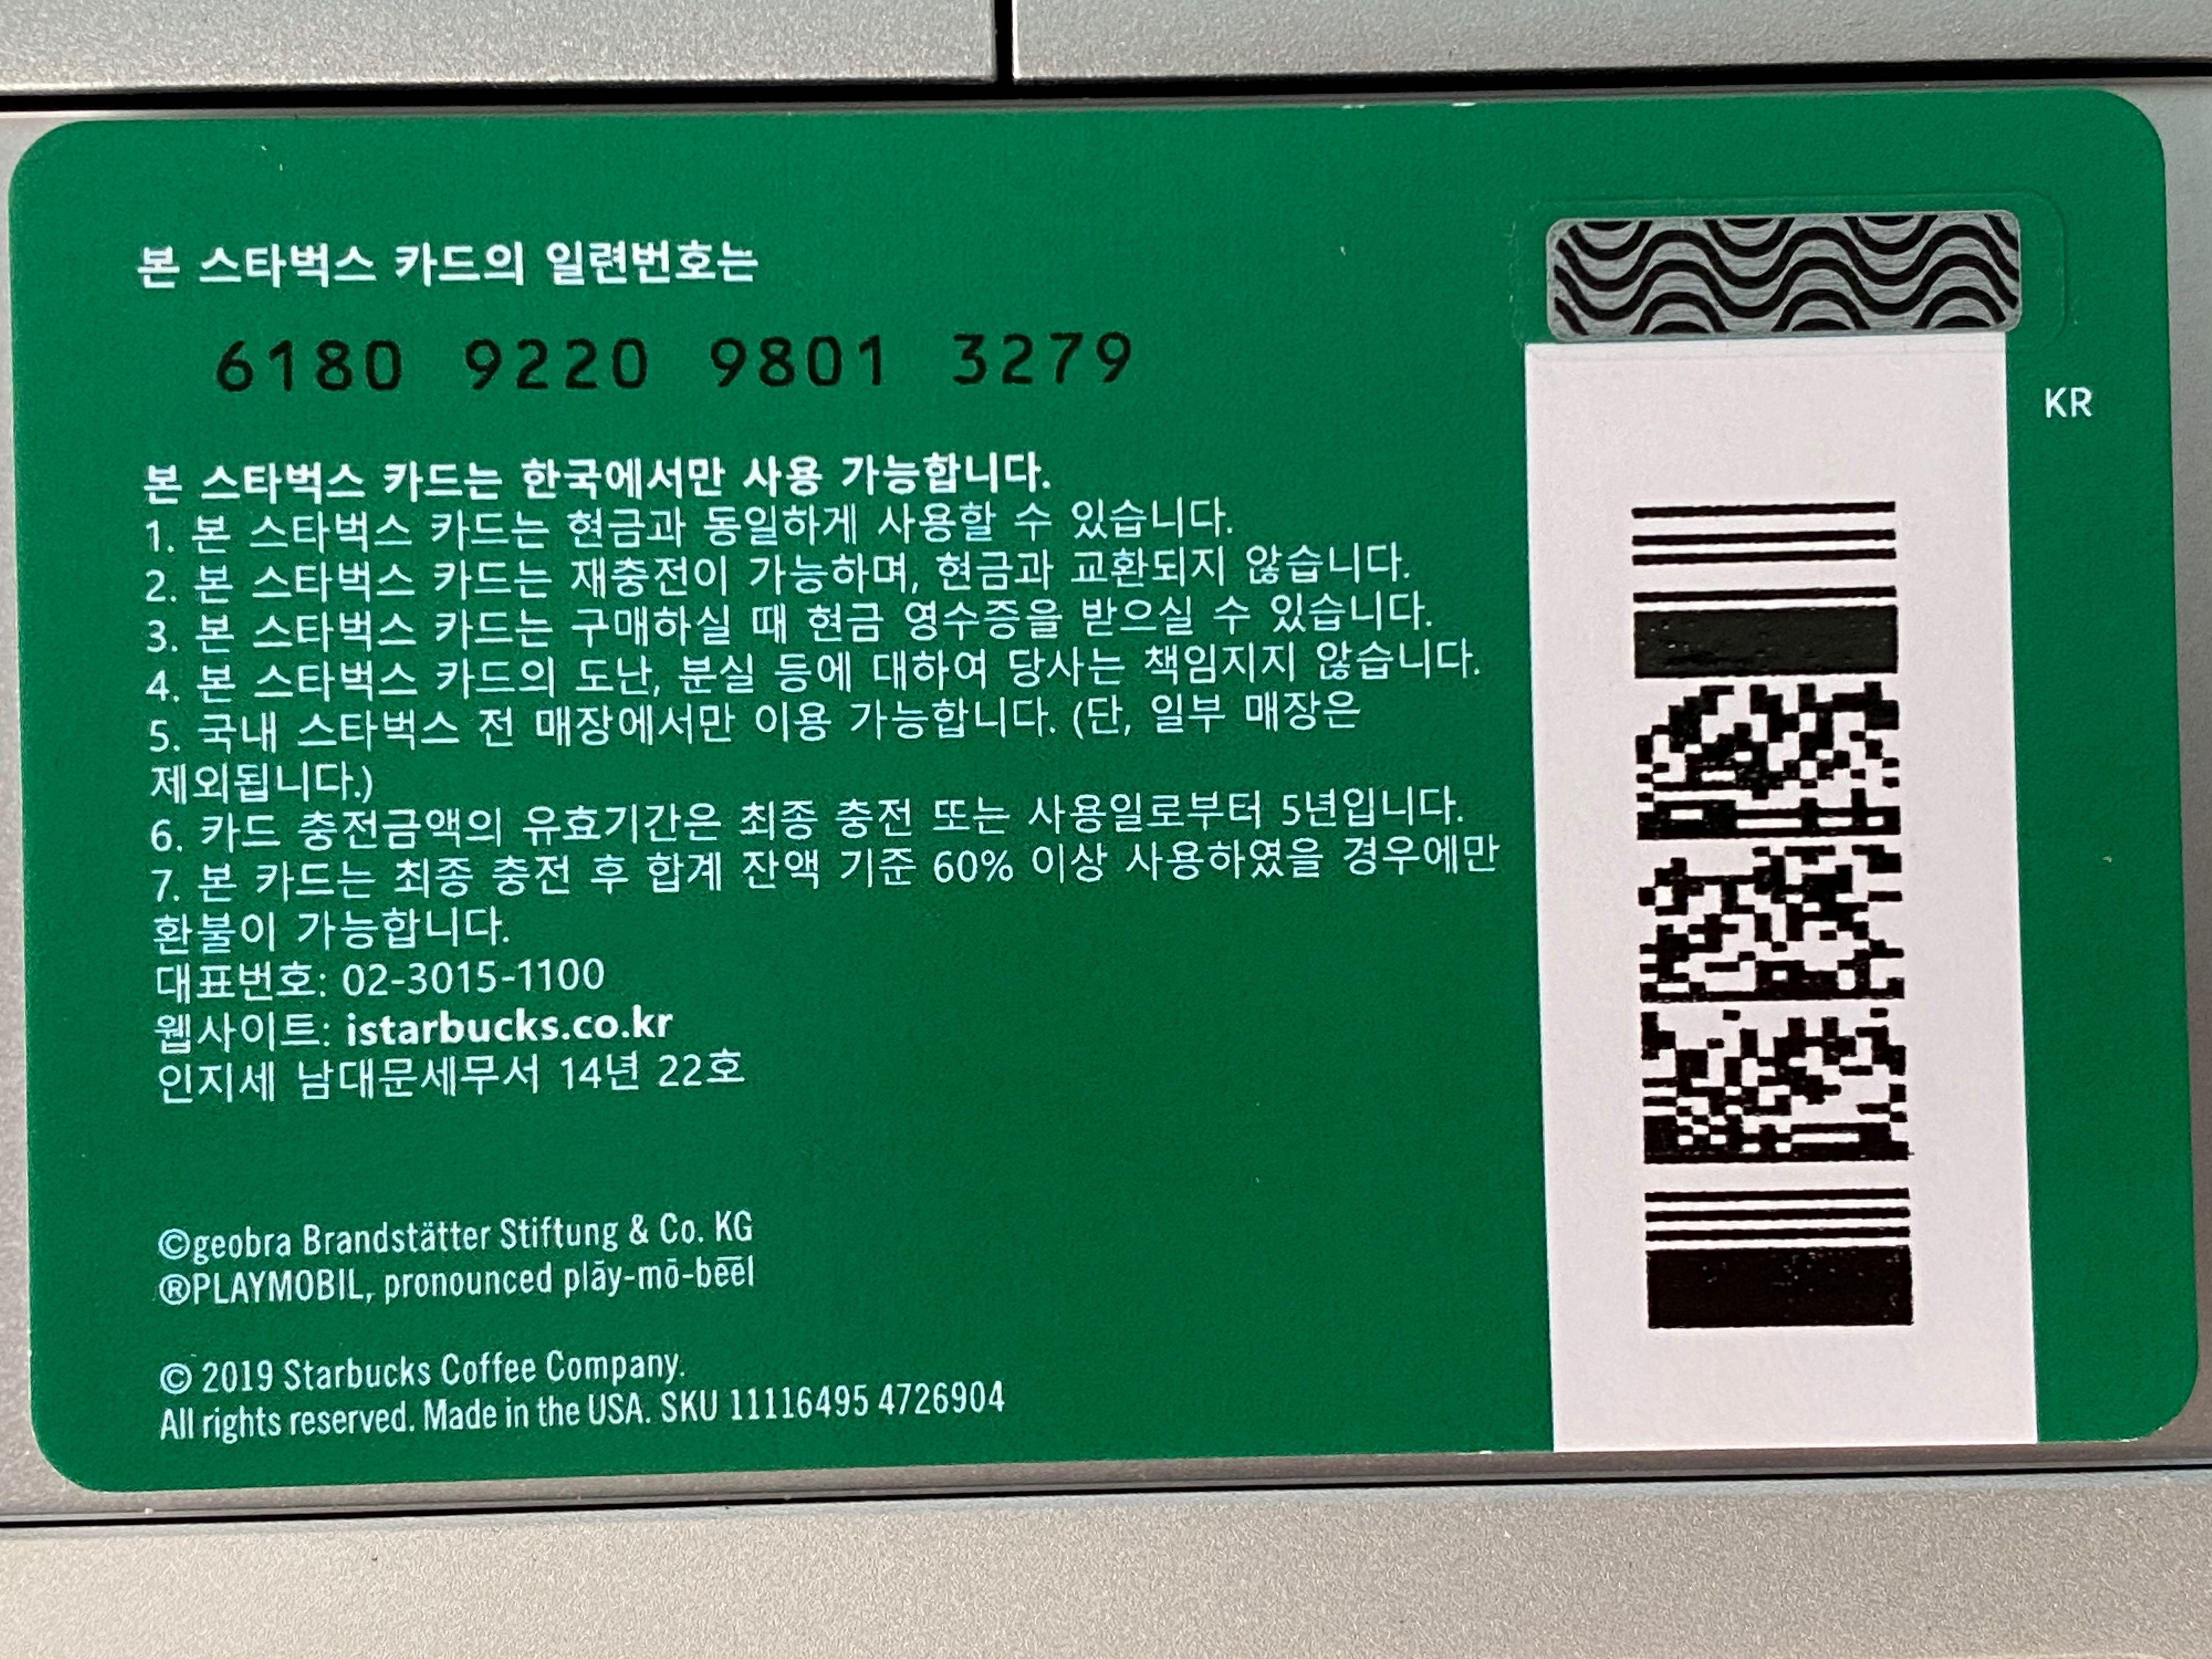 본 스타벅스 카드의 일련번호는
6180 9220 9801 3279
KR
본 스타벅스 카드는 한국에서만 사용 가능합니다.
1. 본 스타벅스 카드는 현금과 동일하게 사용할 수 있습니다.
2. 본 스타벅스 카드는 재충전이 가능하며, 현금과 교환되지 않습니다.
3. 본 스타벅스 카드는 구매하실 때 현금 영수증을 받으실 수 있습니다.
4. 본 스타벅스 카드의 도난, 분실 등에 대하여 당사는 책임지지 않습니다.
5. 국내 스타벅스 전 매장에서만 이용 가능합니다. (단, 일부 매장은
제외됩니다.)
6. 카드 충전금액의 유효기간은 최종 충전 또는 사용일로부터 5년입니다.
7. 본 카드는 최종 충전 후 합계 잔액 기준 60% 이상 사용하였을 경우에만
환불이 가능합니다.
대표번호: 02-3015-1100
웹사이트: istarbucks.co.kr
인지세 남대문세무서 14년 22호
©geobra Brandstätter Stiftung & Co. KG
®PLAYMOBIL, pronounced plāy-mō-bēēl
© 2019 Starbucks Coffee Company.
All rights reserved. Made in the USA. SKU 11116495 4726904